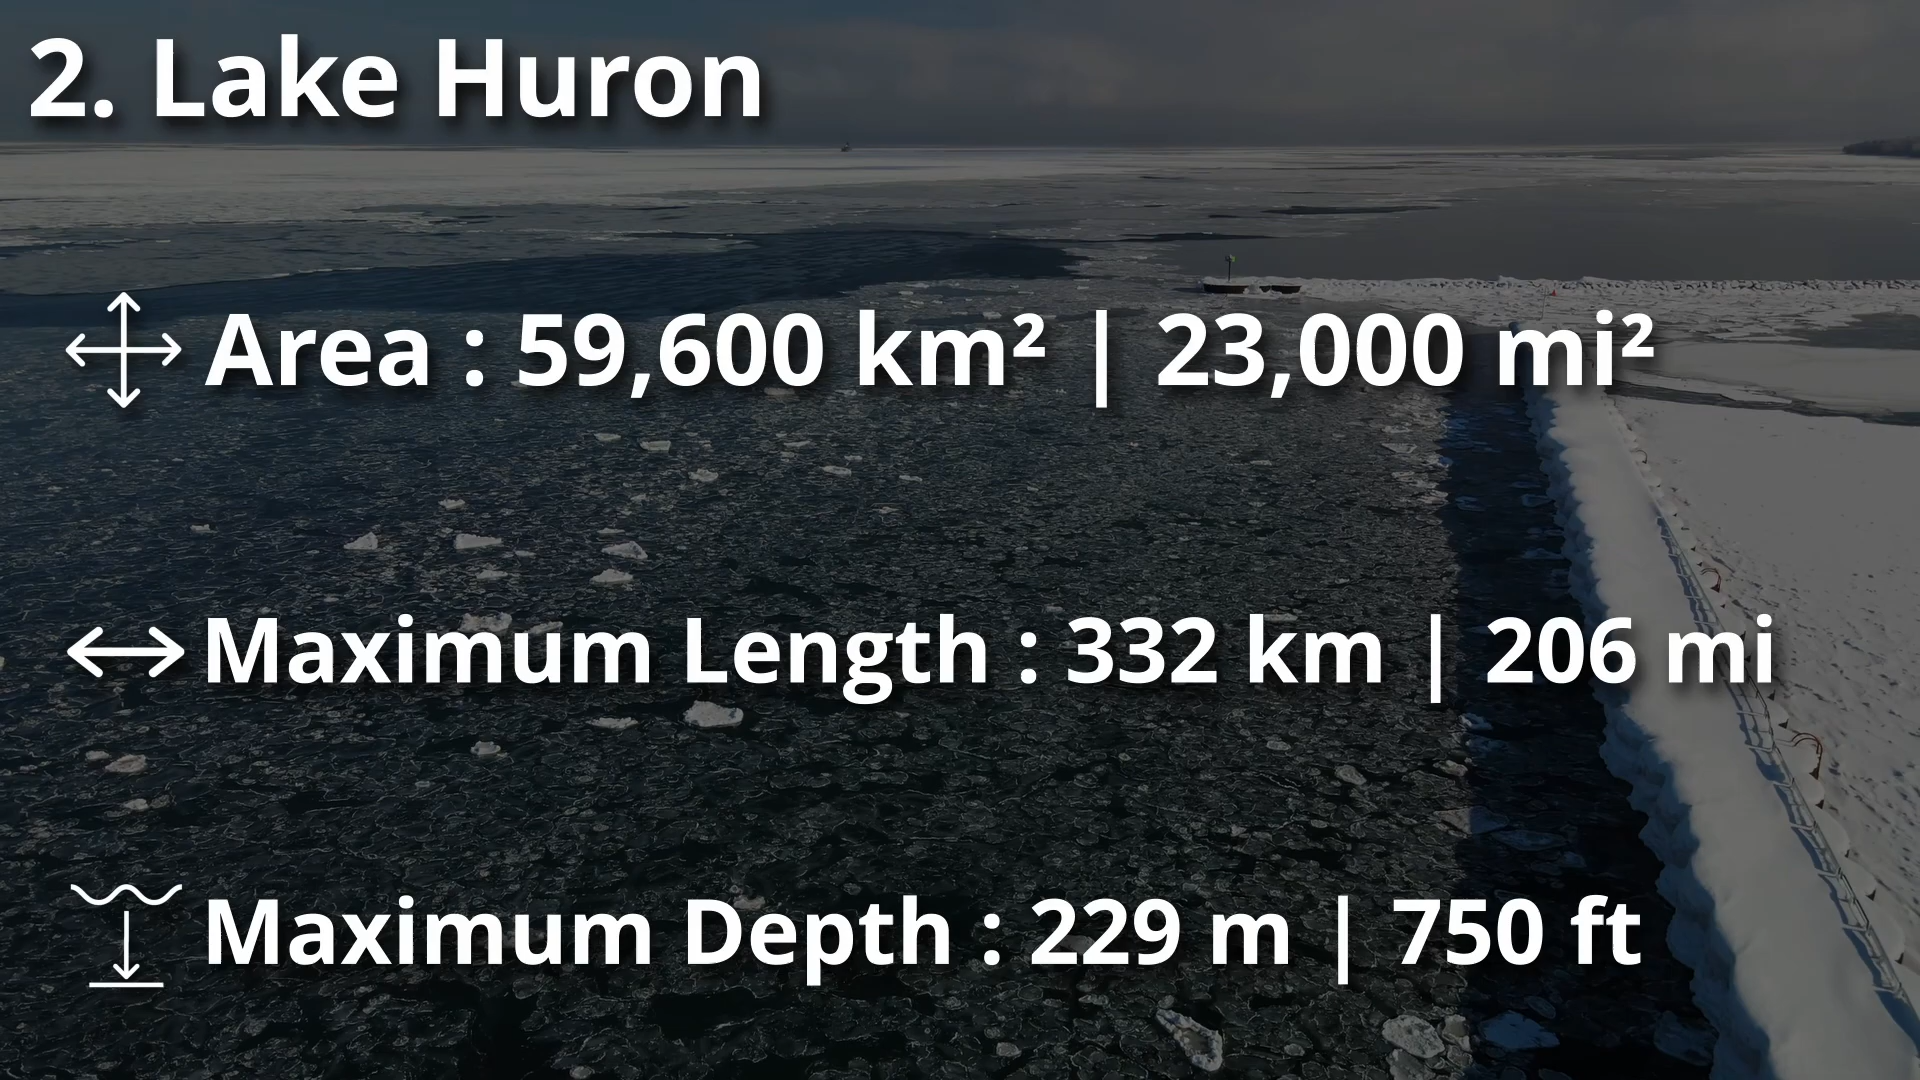 2. Lake Huron
Area : 59,600 km² | 23,000 mi²
Maximum Length : 332 km | 206 mi
Maximum Depth : 229 m | 750 ft